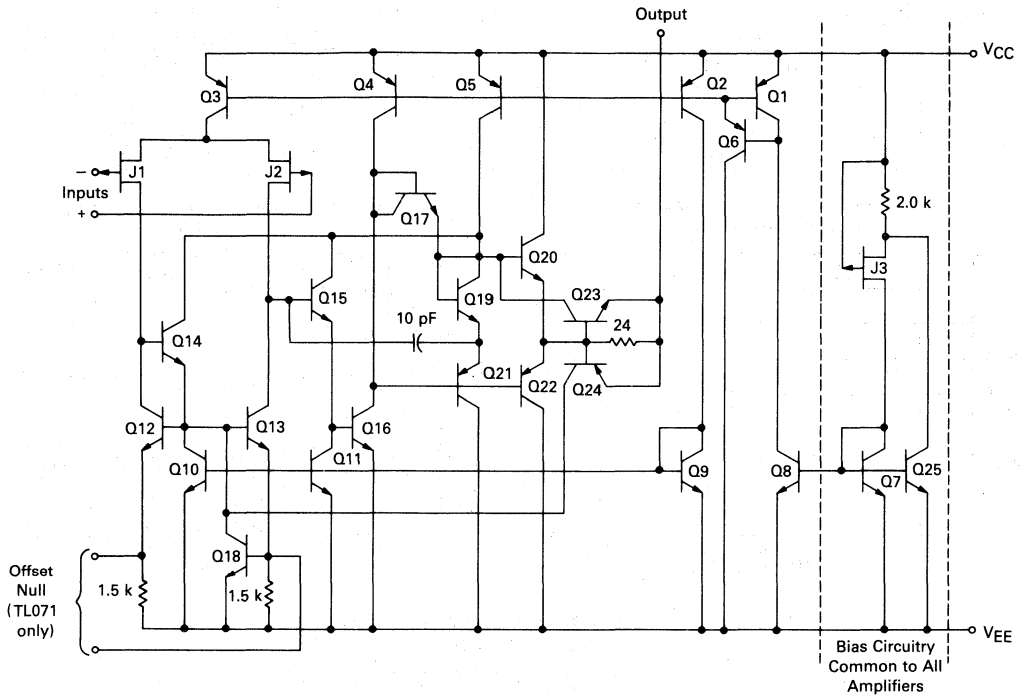 Output
VCC
Q3
Q4
Q5
Q2
Q1
Q6
−
J1
J2
Inputs
+
Q17
2.0 k
J3
Q20
Q15
Q19
Q23
10 pF
24
Q14
Q21
Q22
Q24
Q12
Q13
Q16
Q10
Q11
Q9
Q8
Q7
Q25
Q18
Offset
Null
(TL071
only)
1.5 k
1.5 k
VEE
Bias Circuitry
Common to All
Amplifiers